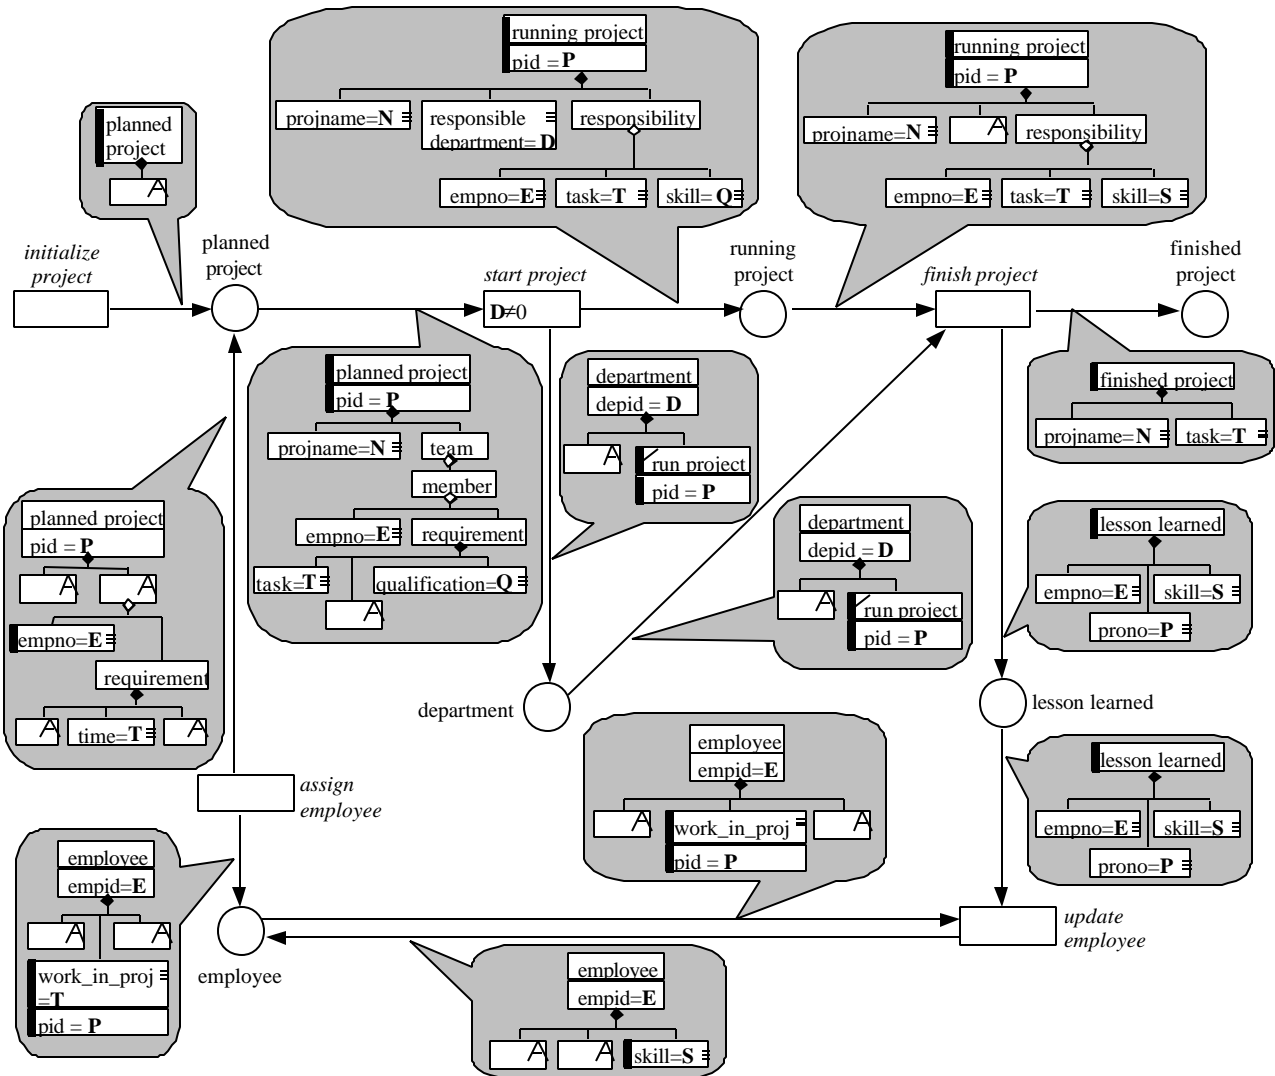 running project
pid = P
projname=N
responsible
department=D
responsibility
empno=E
task=T
skill=Q
running project
pid = P
projname=N
A
responsibility
empno=E
task=T
skill=S
planned
project
A
initialize
project
planned
project
start project
D≠0
running
project
finish project
finished
project
planned project
pid = P
projname=N
team
member
empno=E
requirement
task=T
qualification=Q
A
department
depid = D
A
run project
pid = P
finished project
projname=N
task=T
planned project
pid = P
A
A
empno=E
requirement
A
time=T
A
department
depid = D
A
run project
pid = P
lesson learned
empno=E
skill=S
prono=P
department
lesson learned
employee
empid=E
A
work_in_proj
A
pid = P
lesson learned
empno=E
skill=S
prono=P
assign
employee
employee
empid=E
A
A
work_in_proj
=T
pid = P
employee
update
employee
employee
empid=E
A
A
skill=S